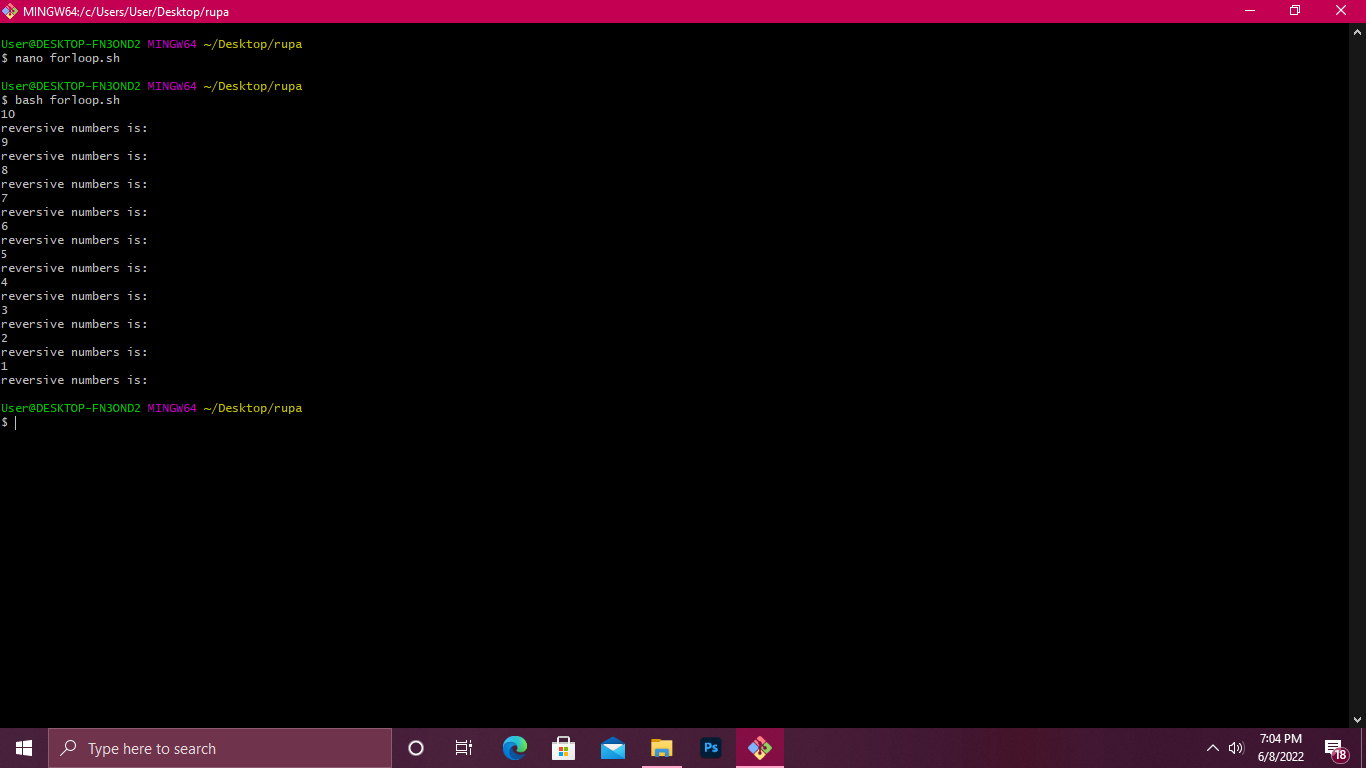 MINGW64:/c/Users/User/Desktop/rupa
User@DESKTOP-FN3OND2 MINGW64 ~/Desktop/rupa
$ nano forloop.sh
User@DESKTOP-FN3OND2 MINGW64 ~/Desktop/rupa
$ bash forloop.sh
10
reversive numbers is:
9
reversive numbers is:
8
reversive numbers is:
7
reversive numbers is:
6
reversive numbers is:
5
reversive numbers is:
4
reversive numbers is:
3
reversive numbers is:
2
reversive numbers is:
1
reversive numbers is:
User@DESKTOP-FN3OND2 MINGW64 ~/Desktop/rupa
$
Type here to search
Ps
7:04 PM
6/8/2022
18